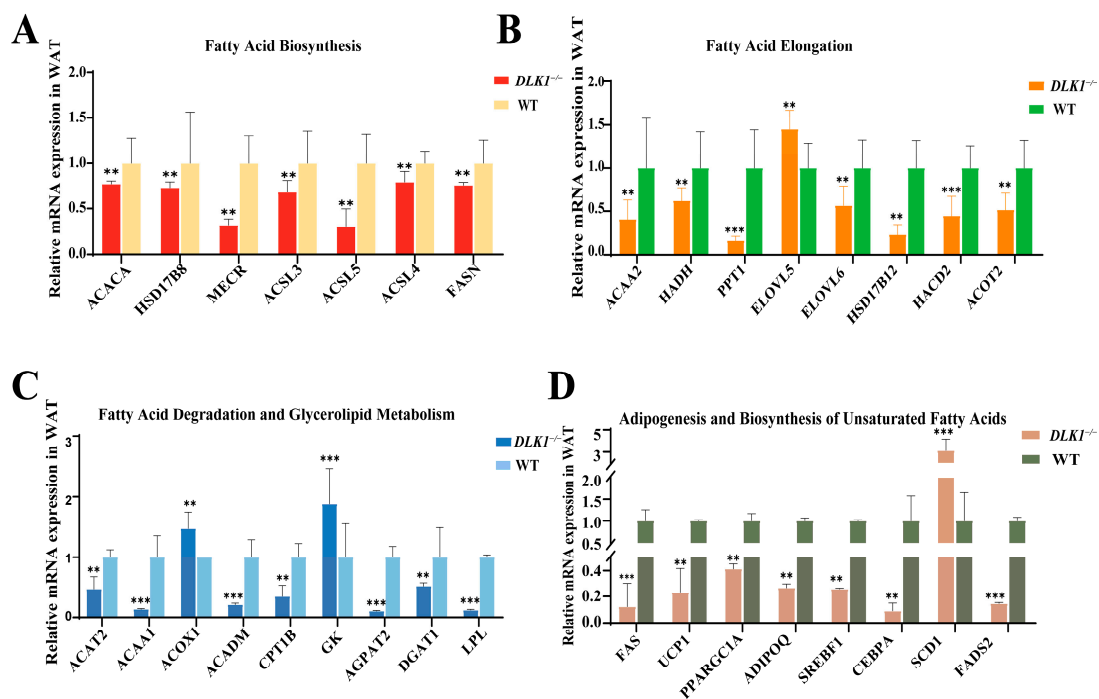 A
Fatty Acid Biosynthesis
Relative mRNA expression in WAT
2.0
1.5
1.0
0.5
0.0
** ** ** ** ** ** **
ACACA
HSD17B8
MECR
ACSL3
ACSL5
ACSL4
FASN
DLK1−/−
WT
B
Fatty Acid Elongation
Relative mRNA expression in WAT
2.0
1.5
1.0
0.5
0.0
** ** *** ** ** ** *** **
ACAA2
HADH
PPT1
ELOVL5
ELOVL6
HSD17B12
HACD2
ACOT2
DLK1−/−
WT
C
Fatty Acid Degradation and Glycerolipid Metabolism
Relative mRNA expression in WAT
3
2
1
0
** *** ** *** ** *** *** ** ***
ACAT2
ACAA1
ACOX1
ACADM
CPT1B
GK
AGPAT2
DGAT1
LPL
DLK1−/−
WT
D
Adipogenesis and Biosynthesis of Unsaturated Fatty Acids
Relative mRNA expression in WAT
5
3
2.0
1.5
1.0
0.5
0.4
0.2
0.0
*** ** ** ** ** ** *** ***
FAS
UCP1
PPARGC1A
ADIPOQ
SREBF1
CEBPA
SCD1
FADS2
DLK1−/−
WT